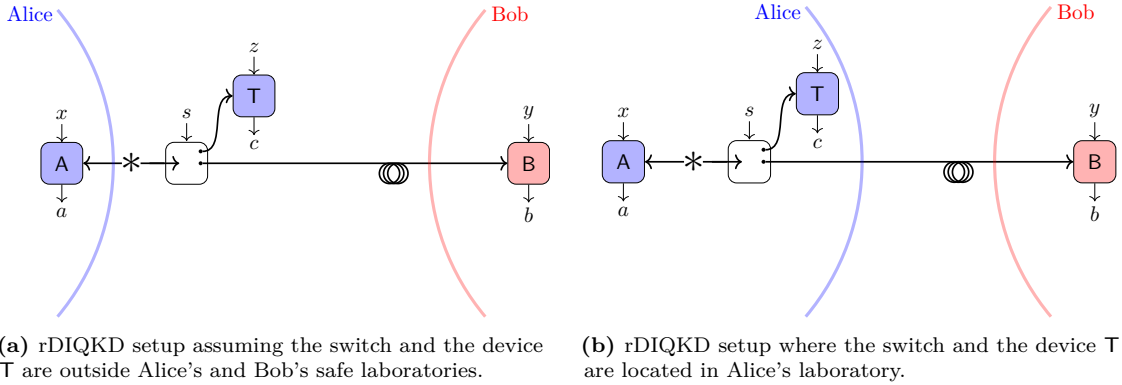 Alice
Bob
z
T
c
x
s
y
A
B
a
b
(a) rDIQKD setup assuming the switch and the device
T are outside Alice's and Bob's safe laboratories.
Alice
Bob
z
T
c
x
s
y
A
B
a
b
(b) rDIQKD setup where the switch and the device T
are located in Alice's laboratory.